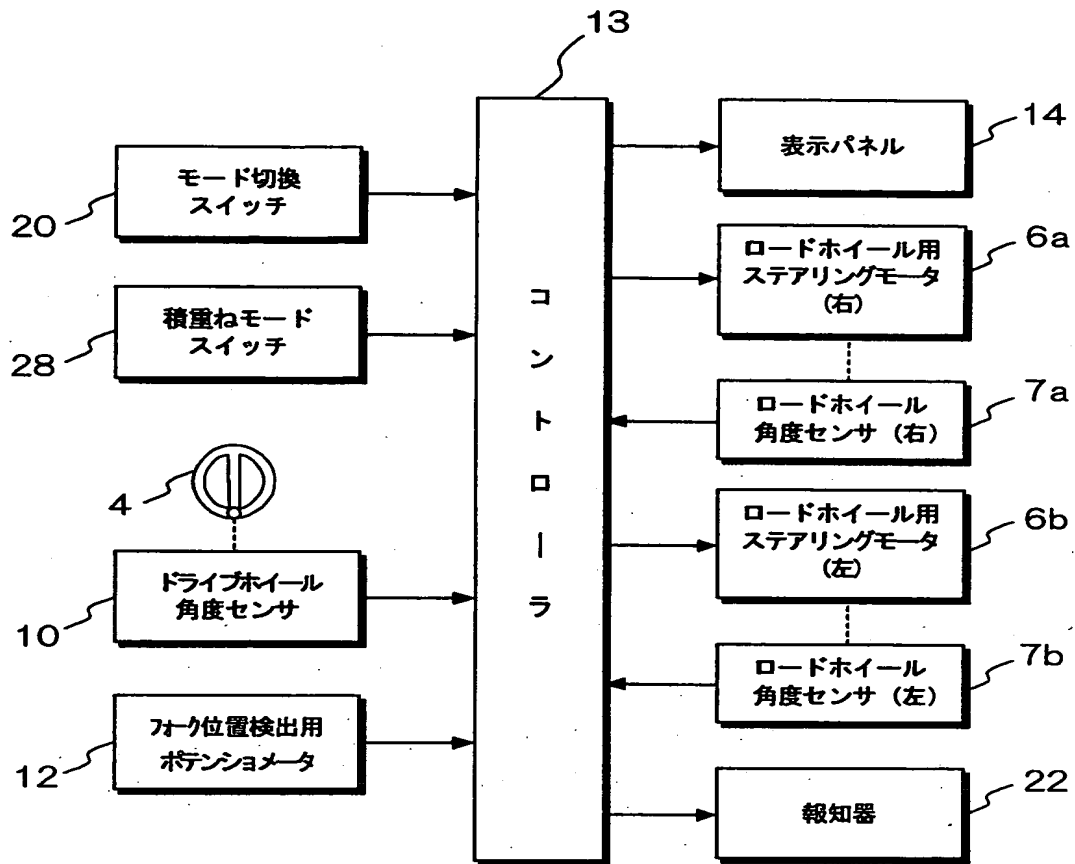 13
モード切換
スイッチ
20
積重ねモード
スイッチ
28
4
ドライブホイール
角度センサ
10
フォーク位置検出用
ポテンショメータ
12
コントローラ
表示パネル
14
ロードホイール用
ステアリングモータ
(右)
6a
ロードホイール
角度センサ (右)
7a
ロードホイール用
ステアリングモータ
(左)
6b
ロードホイール
角度センサ (左)
7b
報知器
22